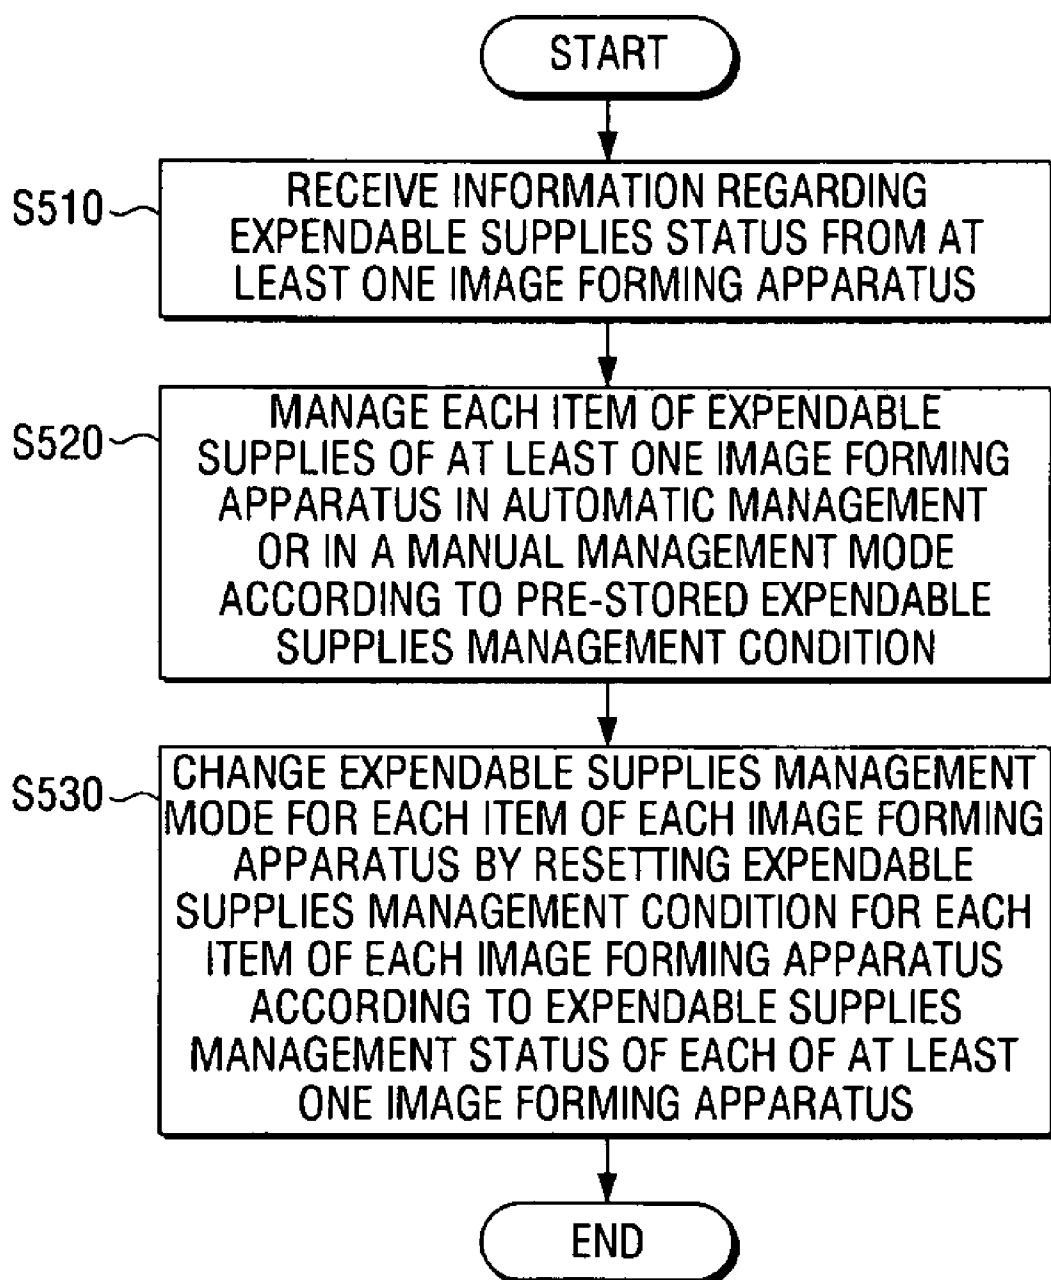 START
S510
RECEIVE INFORMATION REGARDING
EXPENDABLE SUPPLIES STATUS FROM AT
LEAST ONE IMAGE FORMING APPARATUS
S520
MANAGE EACH ITEM OF EXPENDABLE
SUPPLIES OF AT LEAST ONE IMAGE FORMING
APPARATUS IN AUTOMATIC MANAGEMENT
OR IN A MANUAL MANAGEMENT MODE
ACCORDING TO PRE-STORED EXPENDABLE
SUPPLIES MANAGEMENT CONDITION
S530
CHANGE EXPENDABLE SUPPLIES MANAGEMENT
MODE FOR EACH ITEM OF EACH IMAGE FORMING
APPARATUS BY RESETTING EXPENDABLE
SUPPLIES MANAGEMENT CONDITION FOR EACH
ITEM OF EACH IMAGE FORMING APPARATUS
ACCORDING TO EXPENDABLE SUPPLIES
MANAGEMENT STATUS OF EACH OF AT LEAST
ONE IMAGE FORMING APPARATUS
END